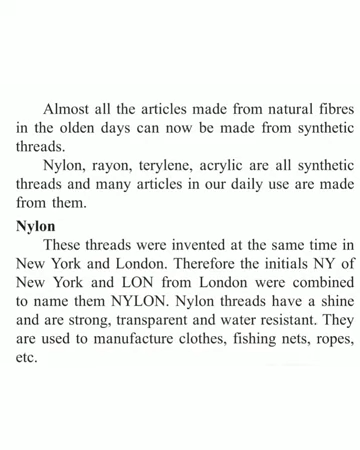 Almost all the articles made from natural fibres
in the olden days can now be made from synthetic
threads.
Nylon, rayon, terylene, acrylic are all synthetic
threads and many articles in our daily use are made
from them.
Nylon
These threads were invented at the same time in
New York and London. Therefore the initials NY of
New York and LON from London were combined
to name them NYLON. Nylon threads have a shine
and are strong, transparent and water resistant. They
are used to manufacture clothes, fishing nets, ropes,
etc.